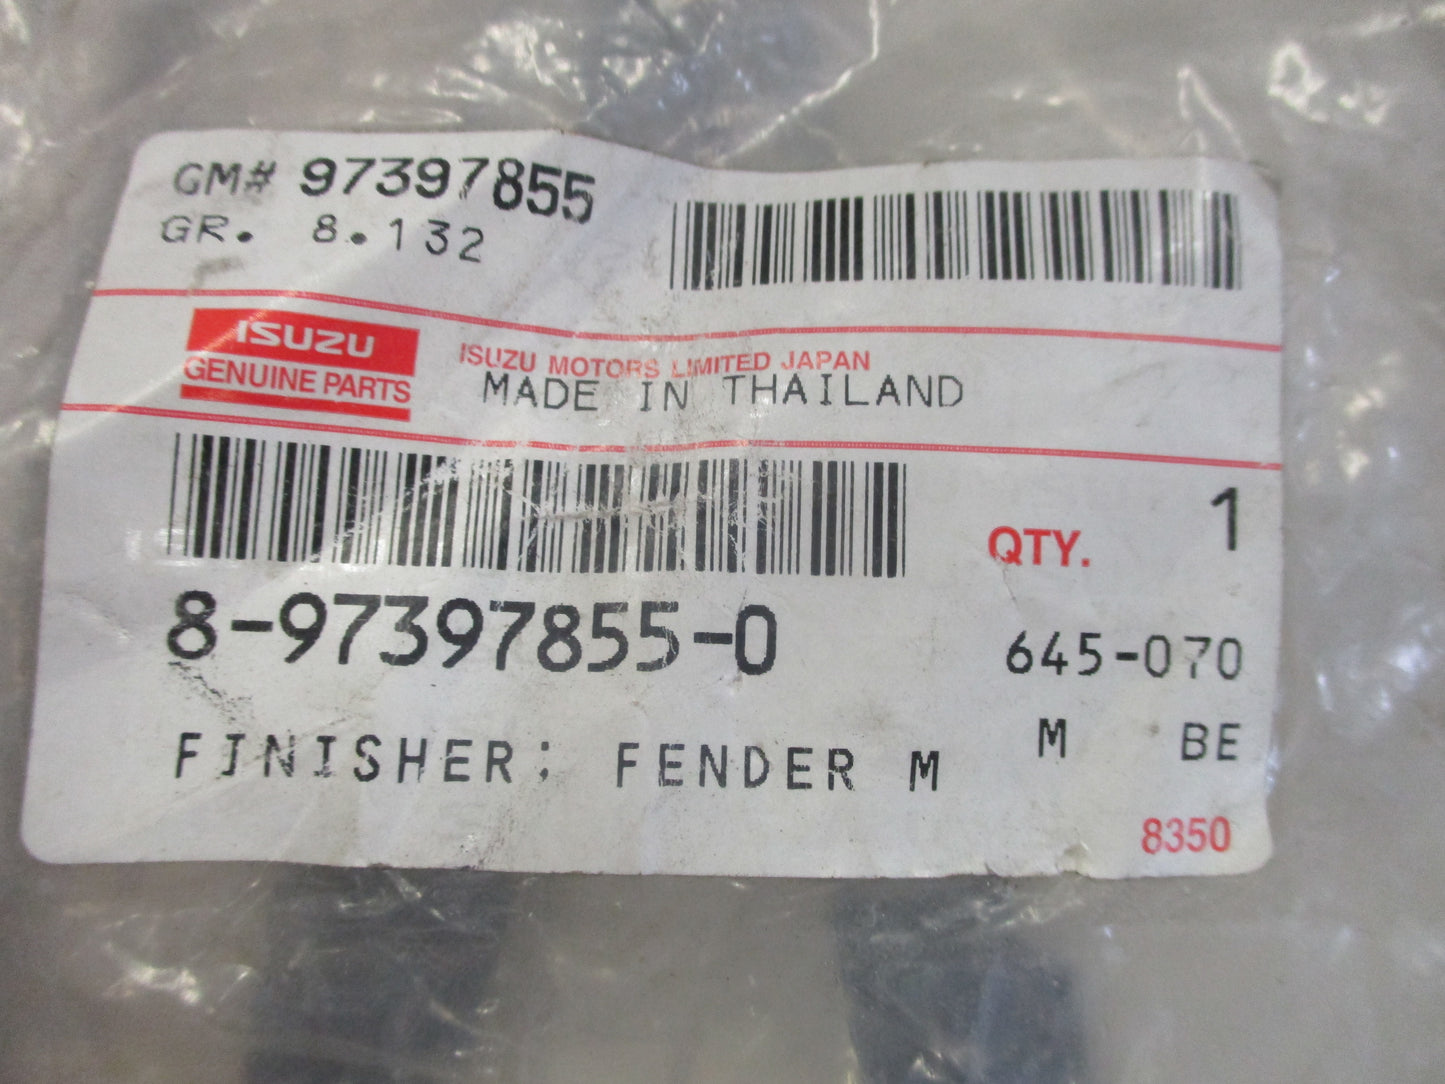 GM# 97397855
GR. 8.132
ISUZU
GENUINE PARTS
ISUZU MOTORS LIMITED JAPAN
MADE IN THAILAND
QTY. 1
8-97397855-0
645-070
FINISHER; FENDER M
M BE
8350